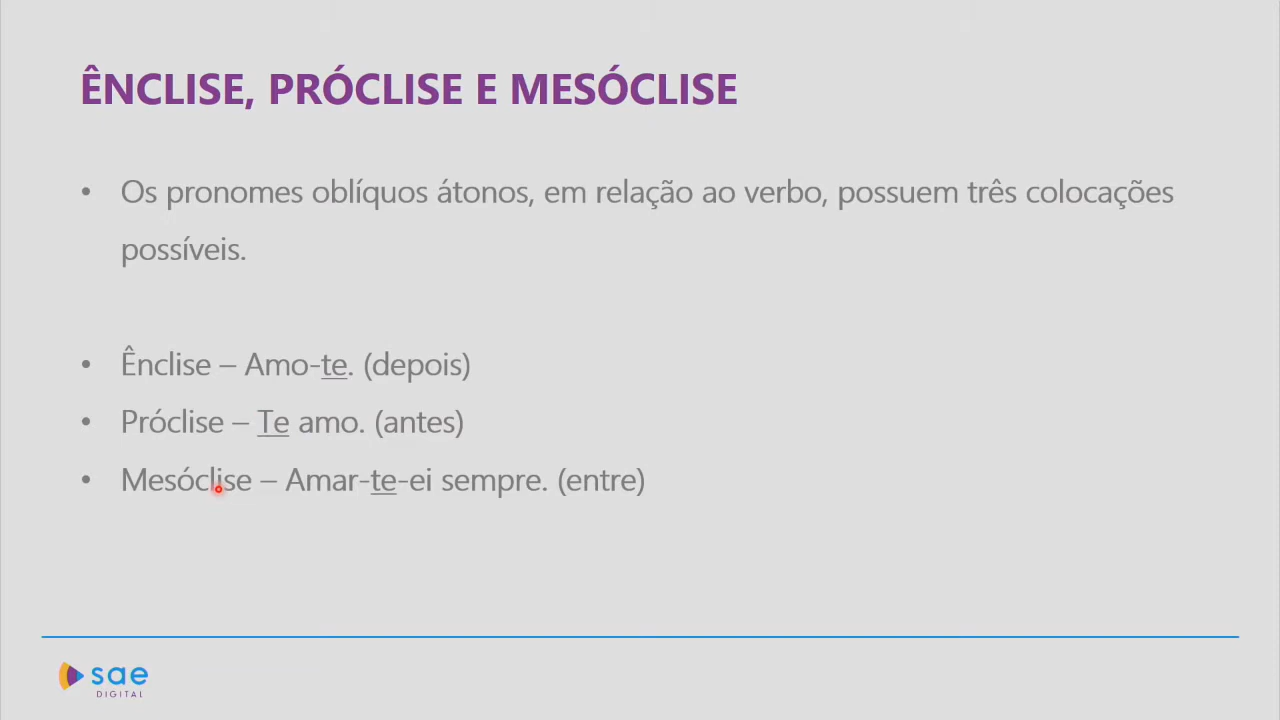 ÊNCLISE, PRÓCLISE E MESÓCLISE
• Os pronomes oblíquos átonos, em relação ao verbo, possuem três colocações
possíveis.
• Ênclise – Amo-te. (depois)
• Próclise – Te amo. (antes)
• Mesóclise – Amar-te-ei sempre. (entre)
sae
DIGITAL